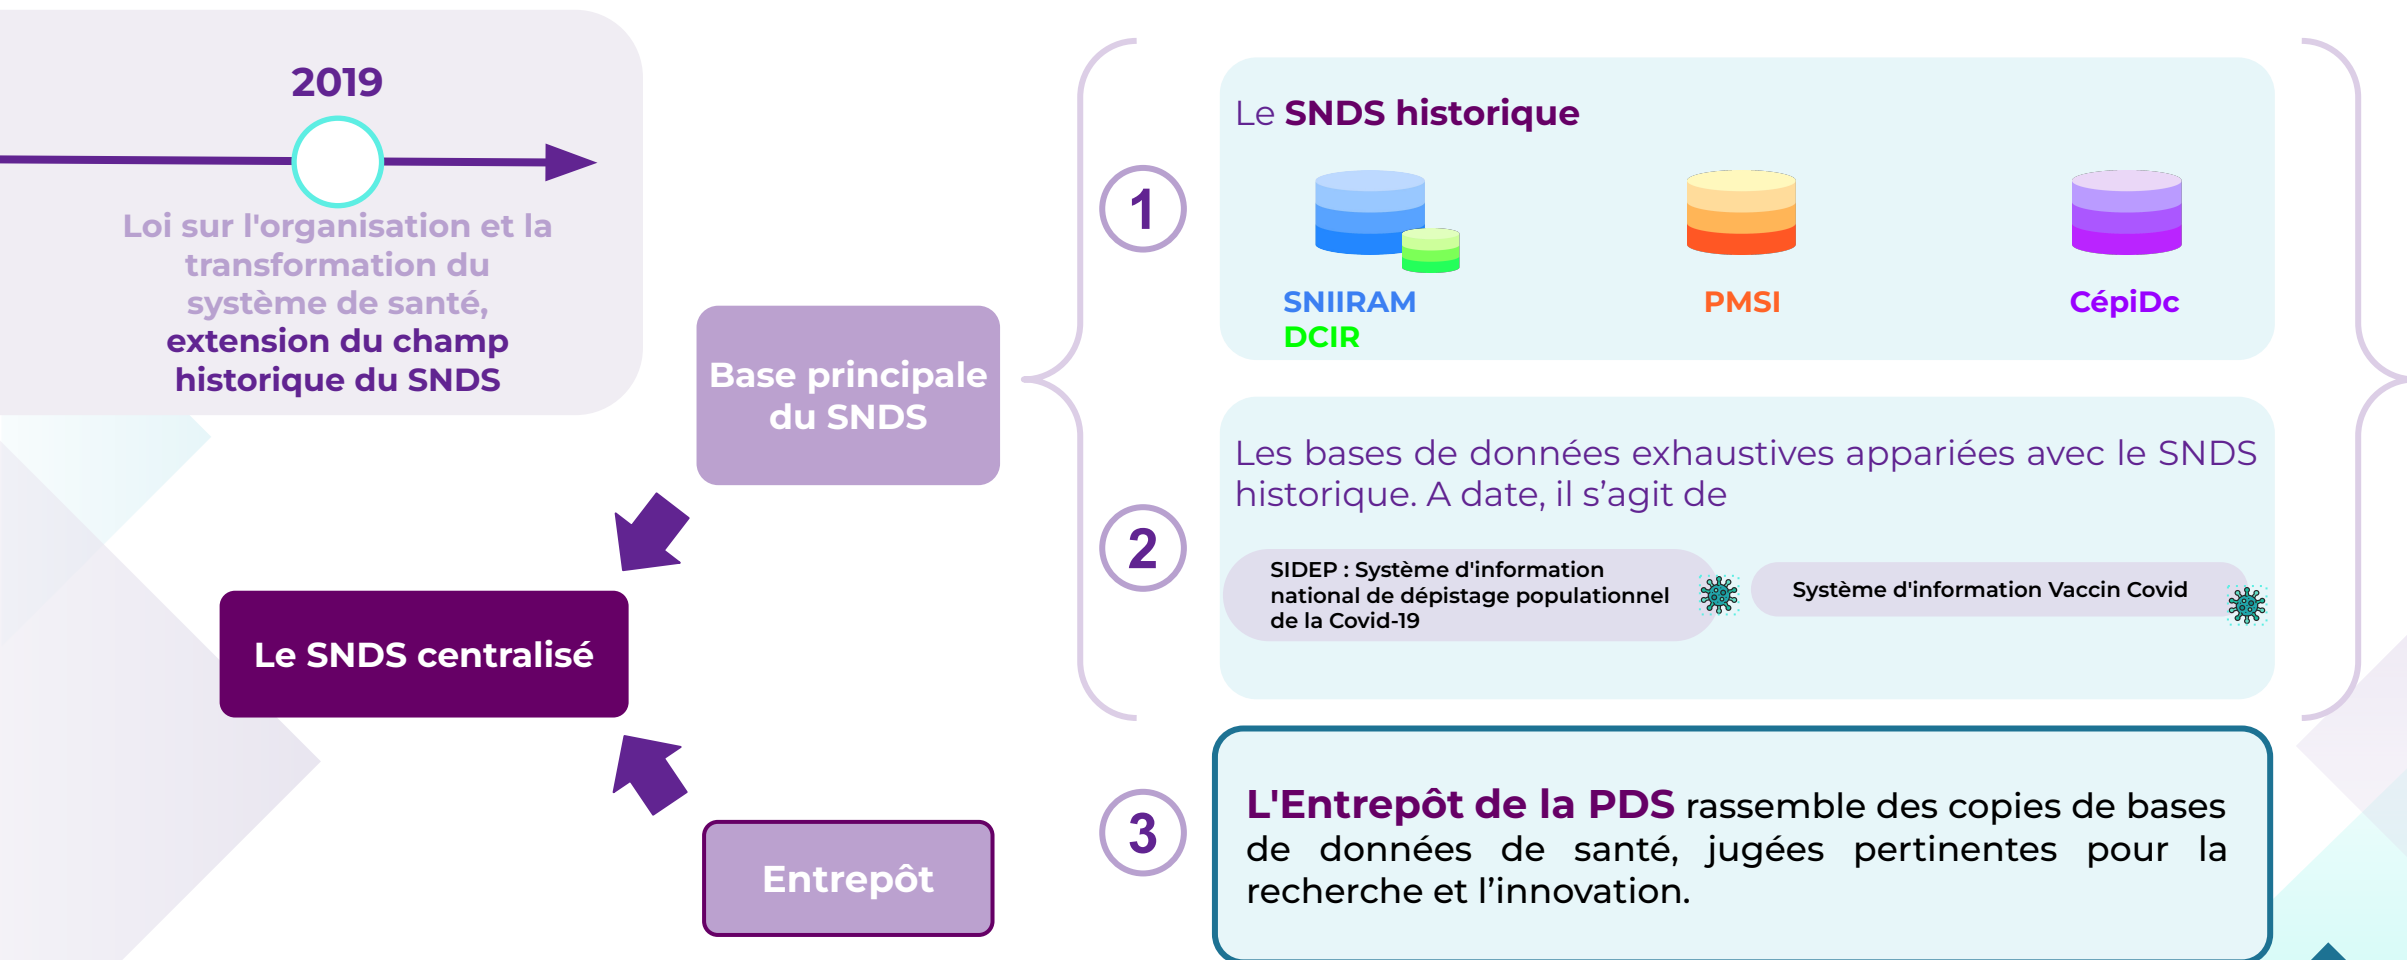 2019
Loi sur l'organisation et la
transformation du
système de santé,
extension du champ
historique du SNDS
Base principale
du SNDS
Le SNDS centralisé
Entrepôt
1
Le SNDS historique
SNIIRAM
DCIR
PMSI
CépiDc
2
Les bases de données exhaustives appariées avec le SNDS
historique. A date, il s’agit de
SIDEP : Système d'information
national de dépistage populationnel
de la Covid-19
Système d'information Vaccin Covid
3
L'Entrepôt de la PDS rassemble des copies de bases
de données de santé, jugées pertinentes pour la
recherche et l’innovation.